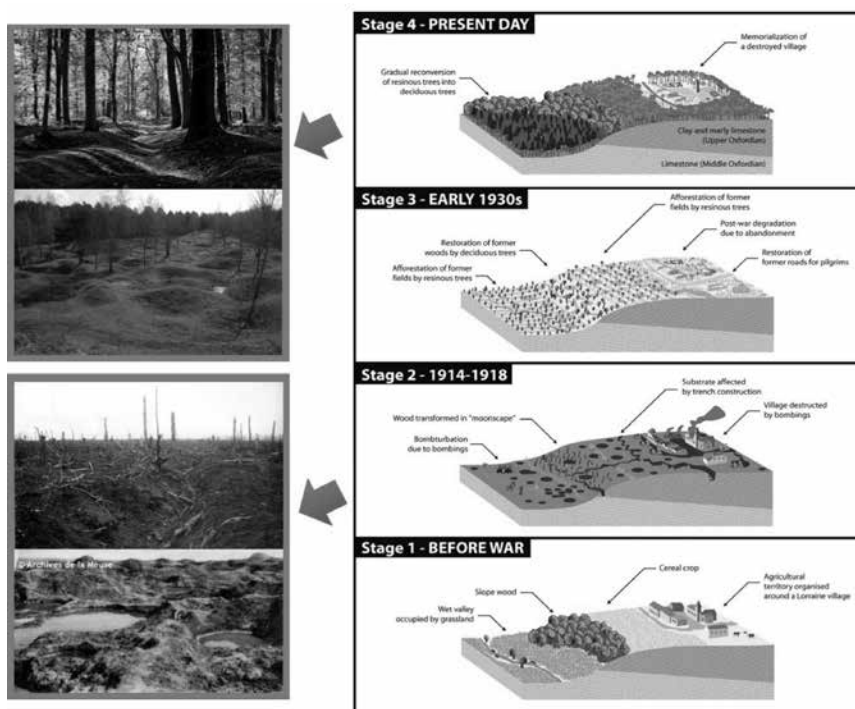 Stage 4 - PRESENT DAY
Memorialization of
a destroyed village
Gradual reconversion
of resinous trees into
deciduous trees
Clay and marly limestone
(Upper Oxfordian)
Limestone (Middle Oxfordian)
Stage 3 - EARLY 1930s
Afforestation of former
fields by resinous trees
Post-war degradation
due to abandonment
Restoration of former
woods by deciduous trees
Restoration of
former roads for pilgrims
Afforestation of former
fields by resinous trees
Stage 2 - 1914-1918
Substrate affected
by trench construction
Village destructed
by bombings
Wood transformed in "moonscape"
Bombturbation
due to bombings
© Archives de la Meuse
Stage 1 - BEFORE WAR
Cereal crop
Agricultural
territory organised
around a Lorraine village
Slope wood
Wet valley
occupied by grassland